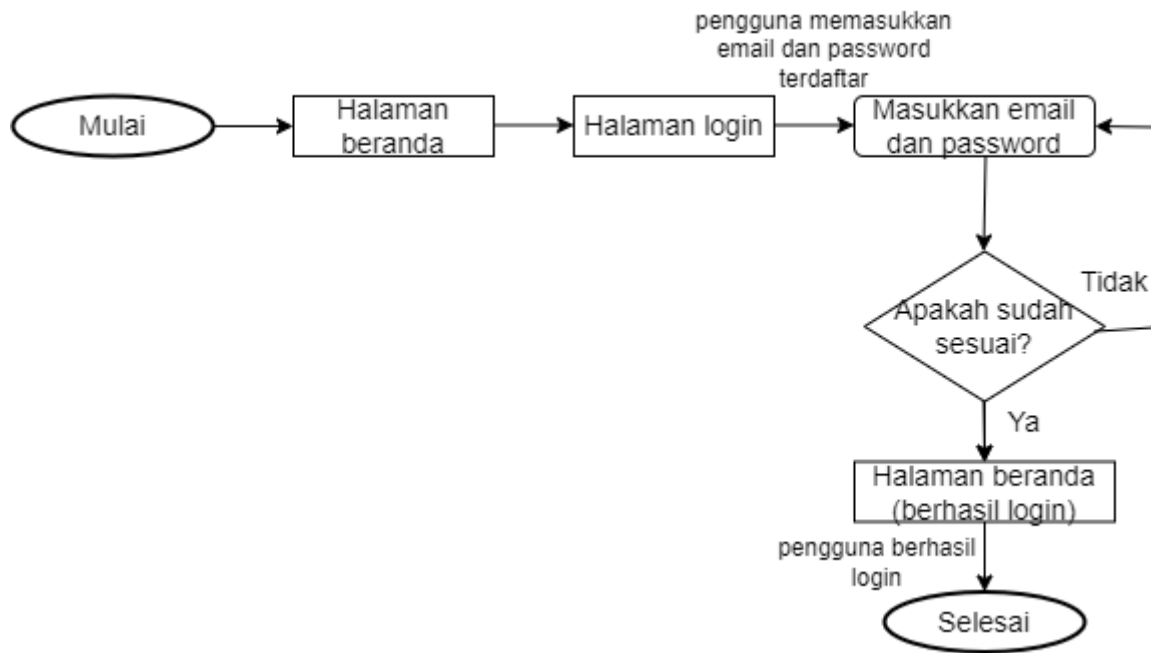 pengguna memasukkan
email dan password
terdaftar
Mulai
Halaman
beranda
Halaman login
Masukkan email
dan password
Apakah sudah
sesuai?
Tidak
Ya
Halaman beranda
(berhasil login)
pengguna berhasil
login
Selesai